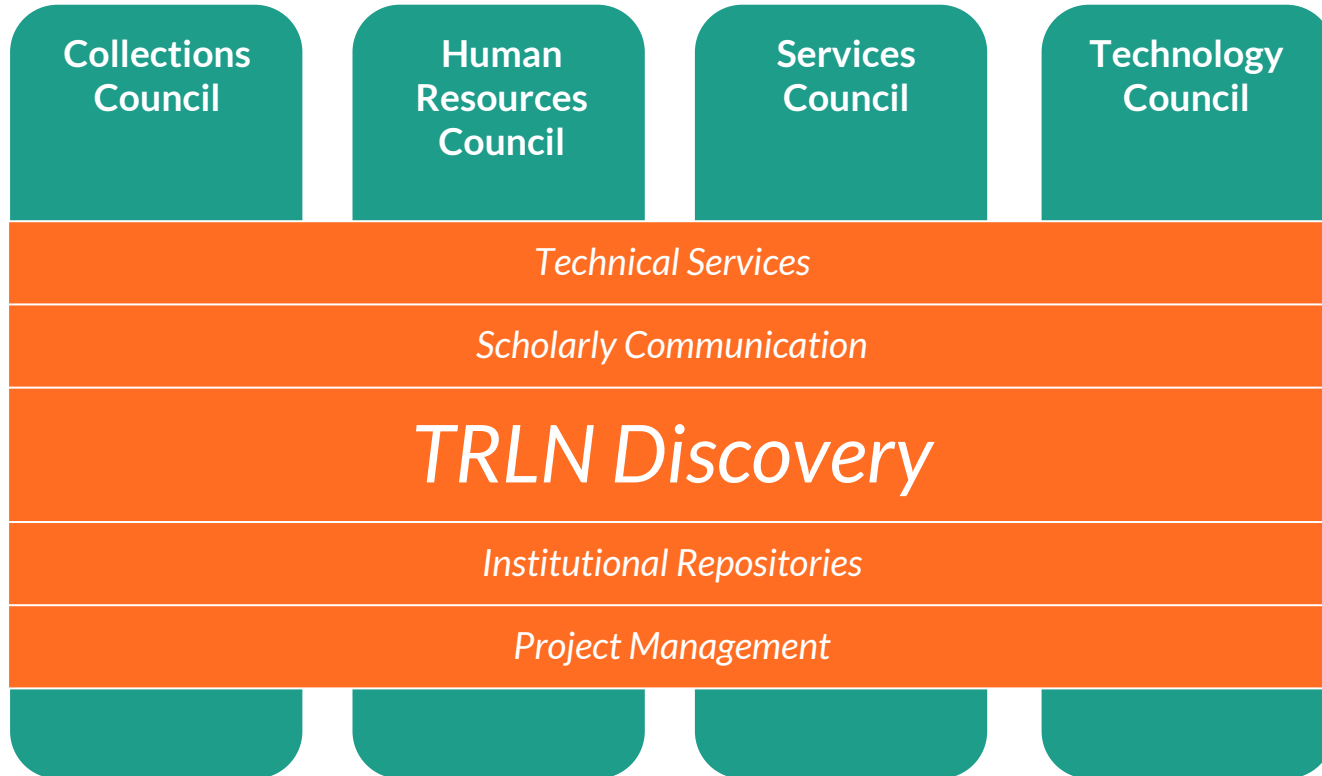 Collections
Council
Human
Resources
Council
Services
Council
Technology
Council
Technical Services
Scholarly Communication
TRLN Discovery
Institutional Repositories
Project Management